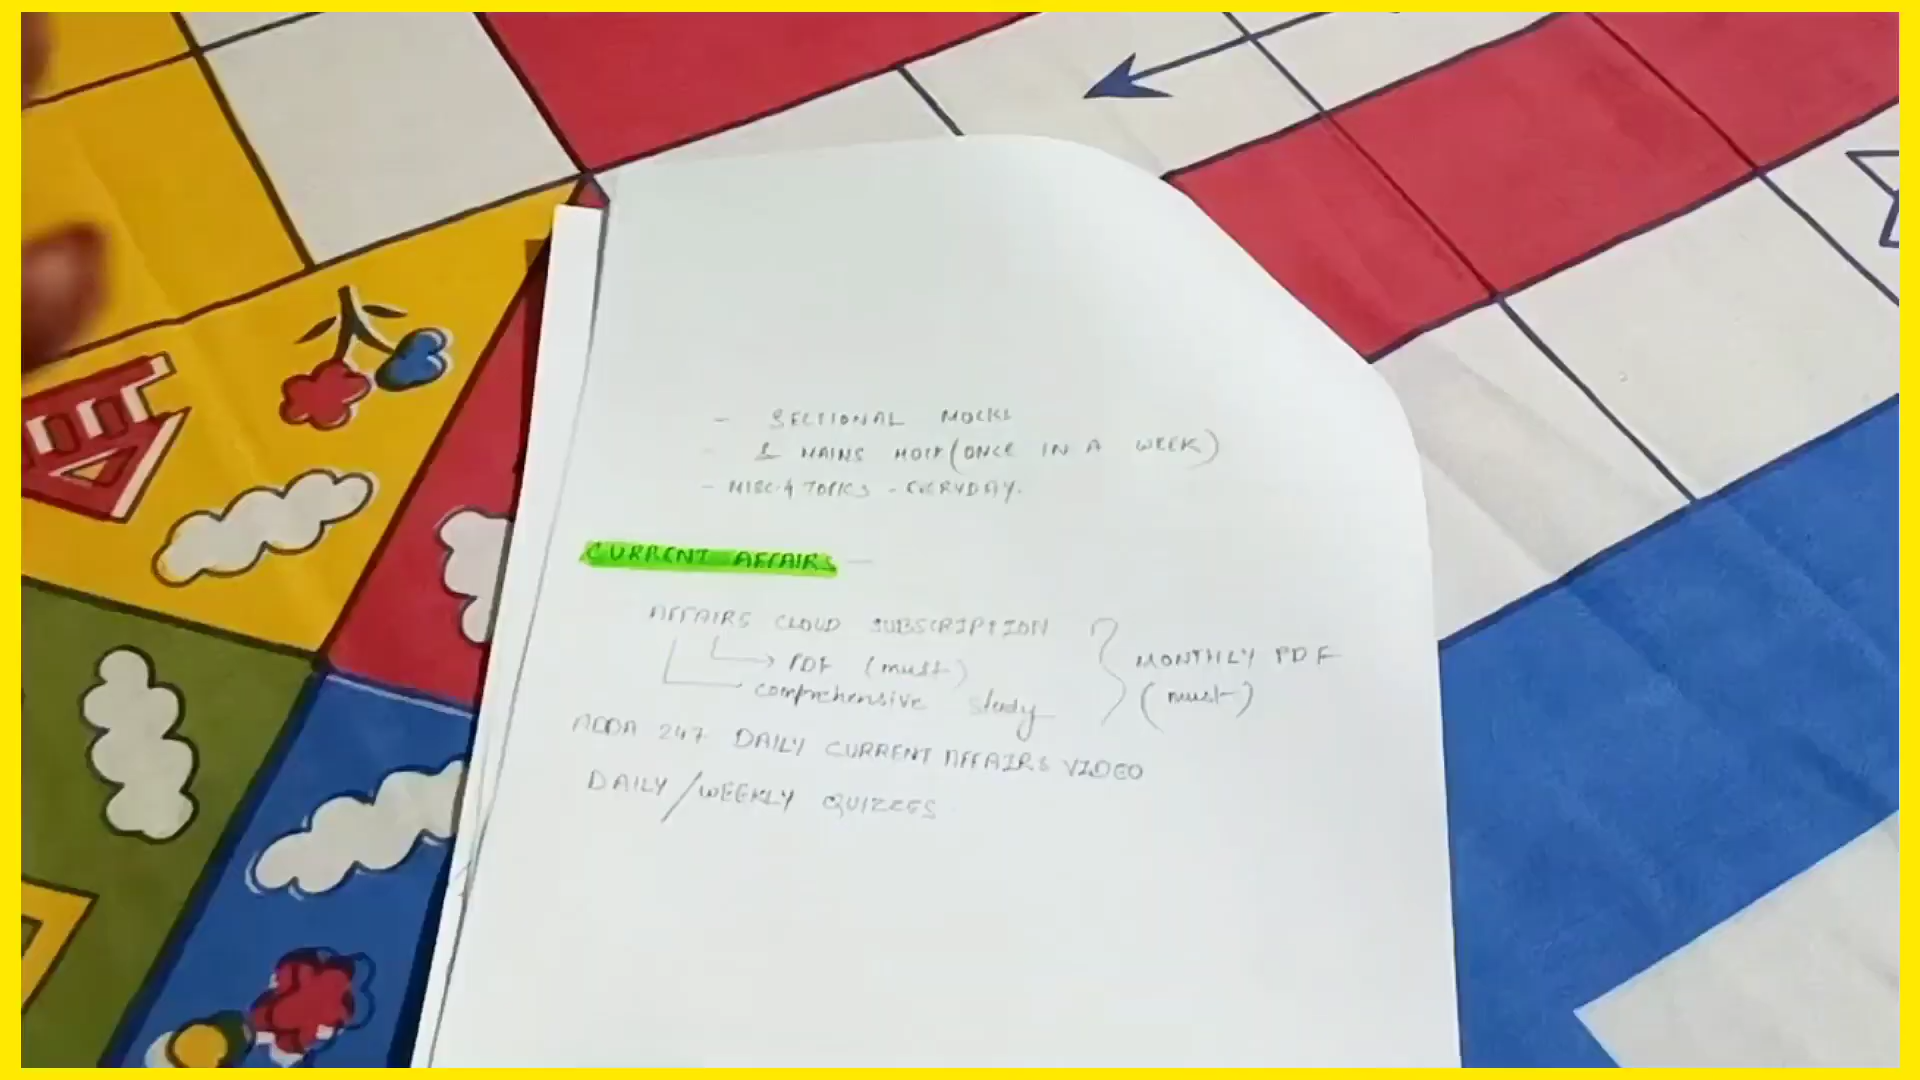 - SECTIONAL MOCKS
- 1 MAINS MOCK (ONCE IN A WEEK)
- MISC. 4 TOPICS - EVERYDAY.
CURRENT AFFAIRS -
AFFAIRS CLOUD SUBSCRIPTION
PDF (must)
comprehensive study
MONTHLY PDF
(must)
ADDA 247 DAILY CURRENT AFFAIRS VIDEO
DAILY/WEEKLY QUIZZES